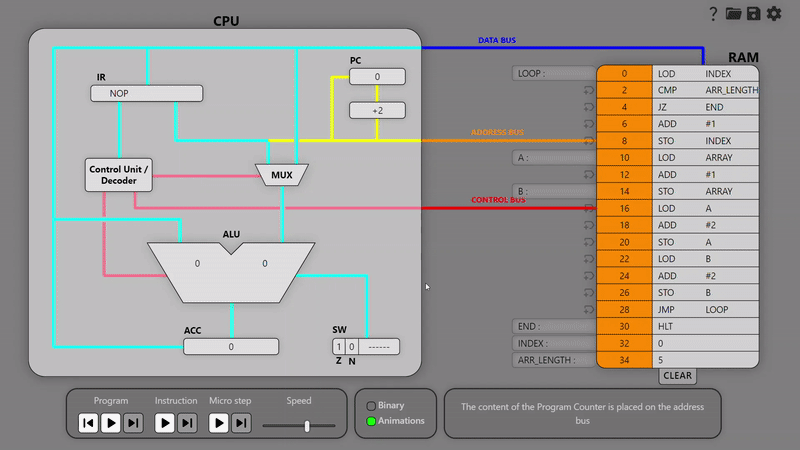 CPU
DATA BUS
RAM
PC
0
+2
IR
NOP
ADDRESS BUS
Control Unit /
Decoder
MUX
CONTROL BUS
ALU
0 0
ACC
0
SW
1 0 ------
Z N
LOOP : 0 LOD INDEX
2 CMP ARR_LENGTH
4 JZ END
6 ADD #1
8 STO INDEX
A : 10 LOD ARRAY
12 ADD #1
B : 14 STO ARRAY
16 LOD A
18 ADD #2
20 STO A
22 LOD B
24 ADD #2
26 STO B
28 JMP LOOP
END : 30 HLT
INDEX : 32 0
ARR_LENGTH : 34 5
CLEAR
Program Instruction Micro step Speed
Binary
Animations
The content of the Program Counter is placed on the address
bus